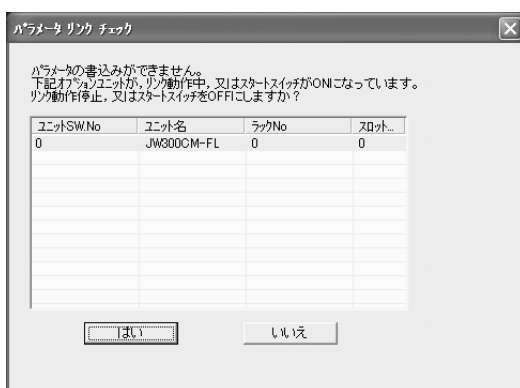 パラメータ リンク チェック
パラメータの書込みができません。
下記オプションユニットが，リンク動作中，又はスタートスイッチがONになっています。
リンク動作停止，又はスタートスイッチをOFFにしますか？
ユニットSW.No ユニット名 ラックNo スロット...
0 JW300CM-FL 0 0
はい いいえ